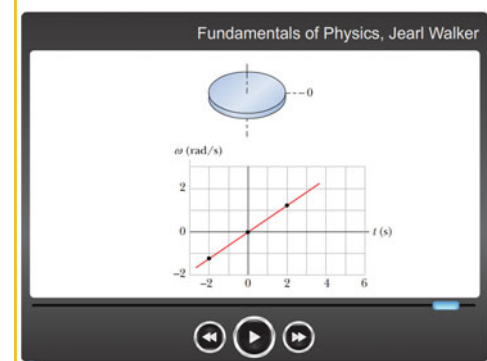 Fundamentals of Physics, Jearl Walker
0
ω (rad/s)
2
0
t (s)
−2
−2 0 2 4 6